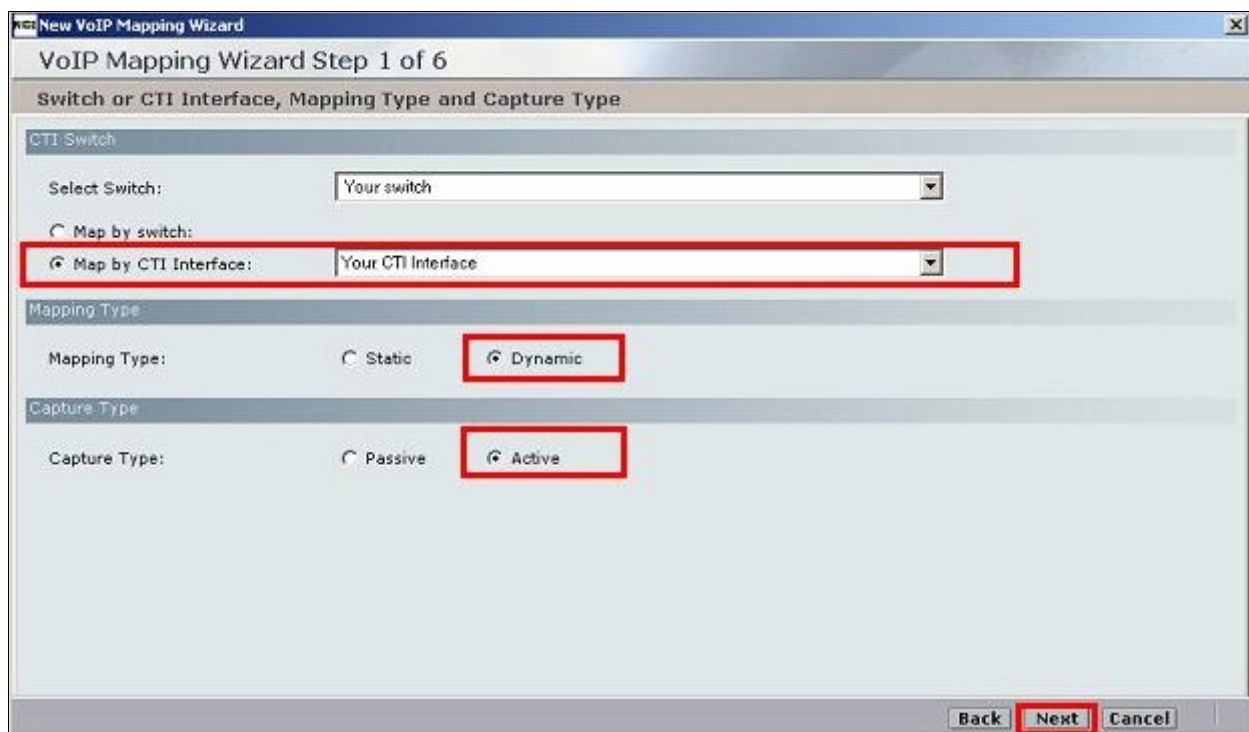 NICE New VoIP Mapping Wizard
VoIP Mapping Wizard Step 1 of 6
Switch or CTI Interface, Mapping Type and Capture Type
CTI Switch
Select Switch: Your switch
Map by switch:
Map by CTI Interface: Your CTI Interface
Mapping Type
Mapping Type: Static Dynamic
Capture Type
Capture Type: Passive Active
Back Next Cancel